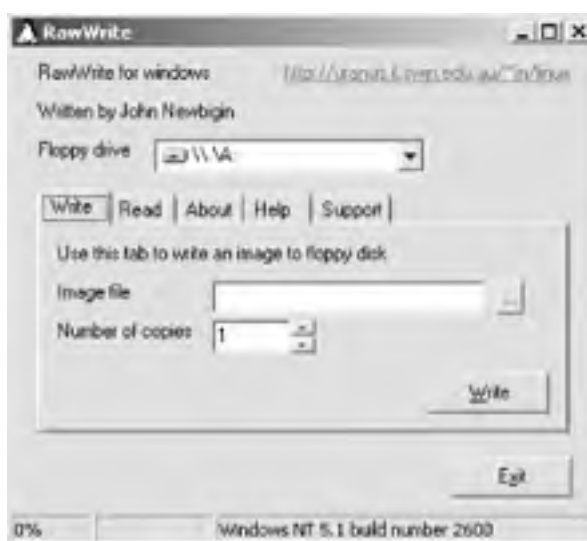 RawWrite
RawWrite for windows
Written by John Newbigin
Floppy drive \\.\A:
Write Read About Help Support
Use this tab to write an image to floppy disk
Image file ...
Number of copies 1
Write
Exit
0% Windows NT 5.1 build number 2600